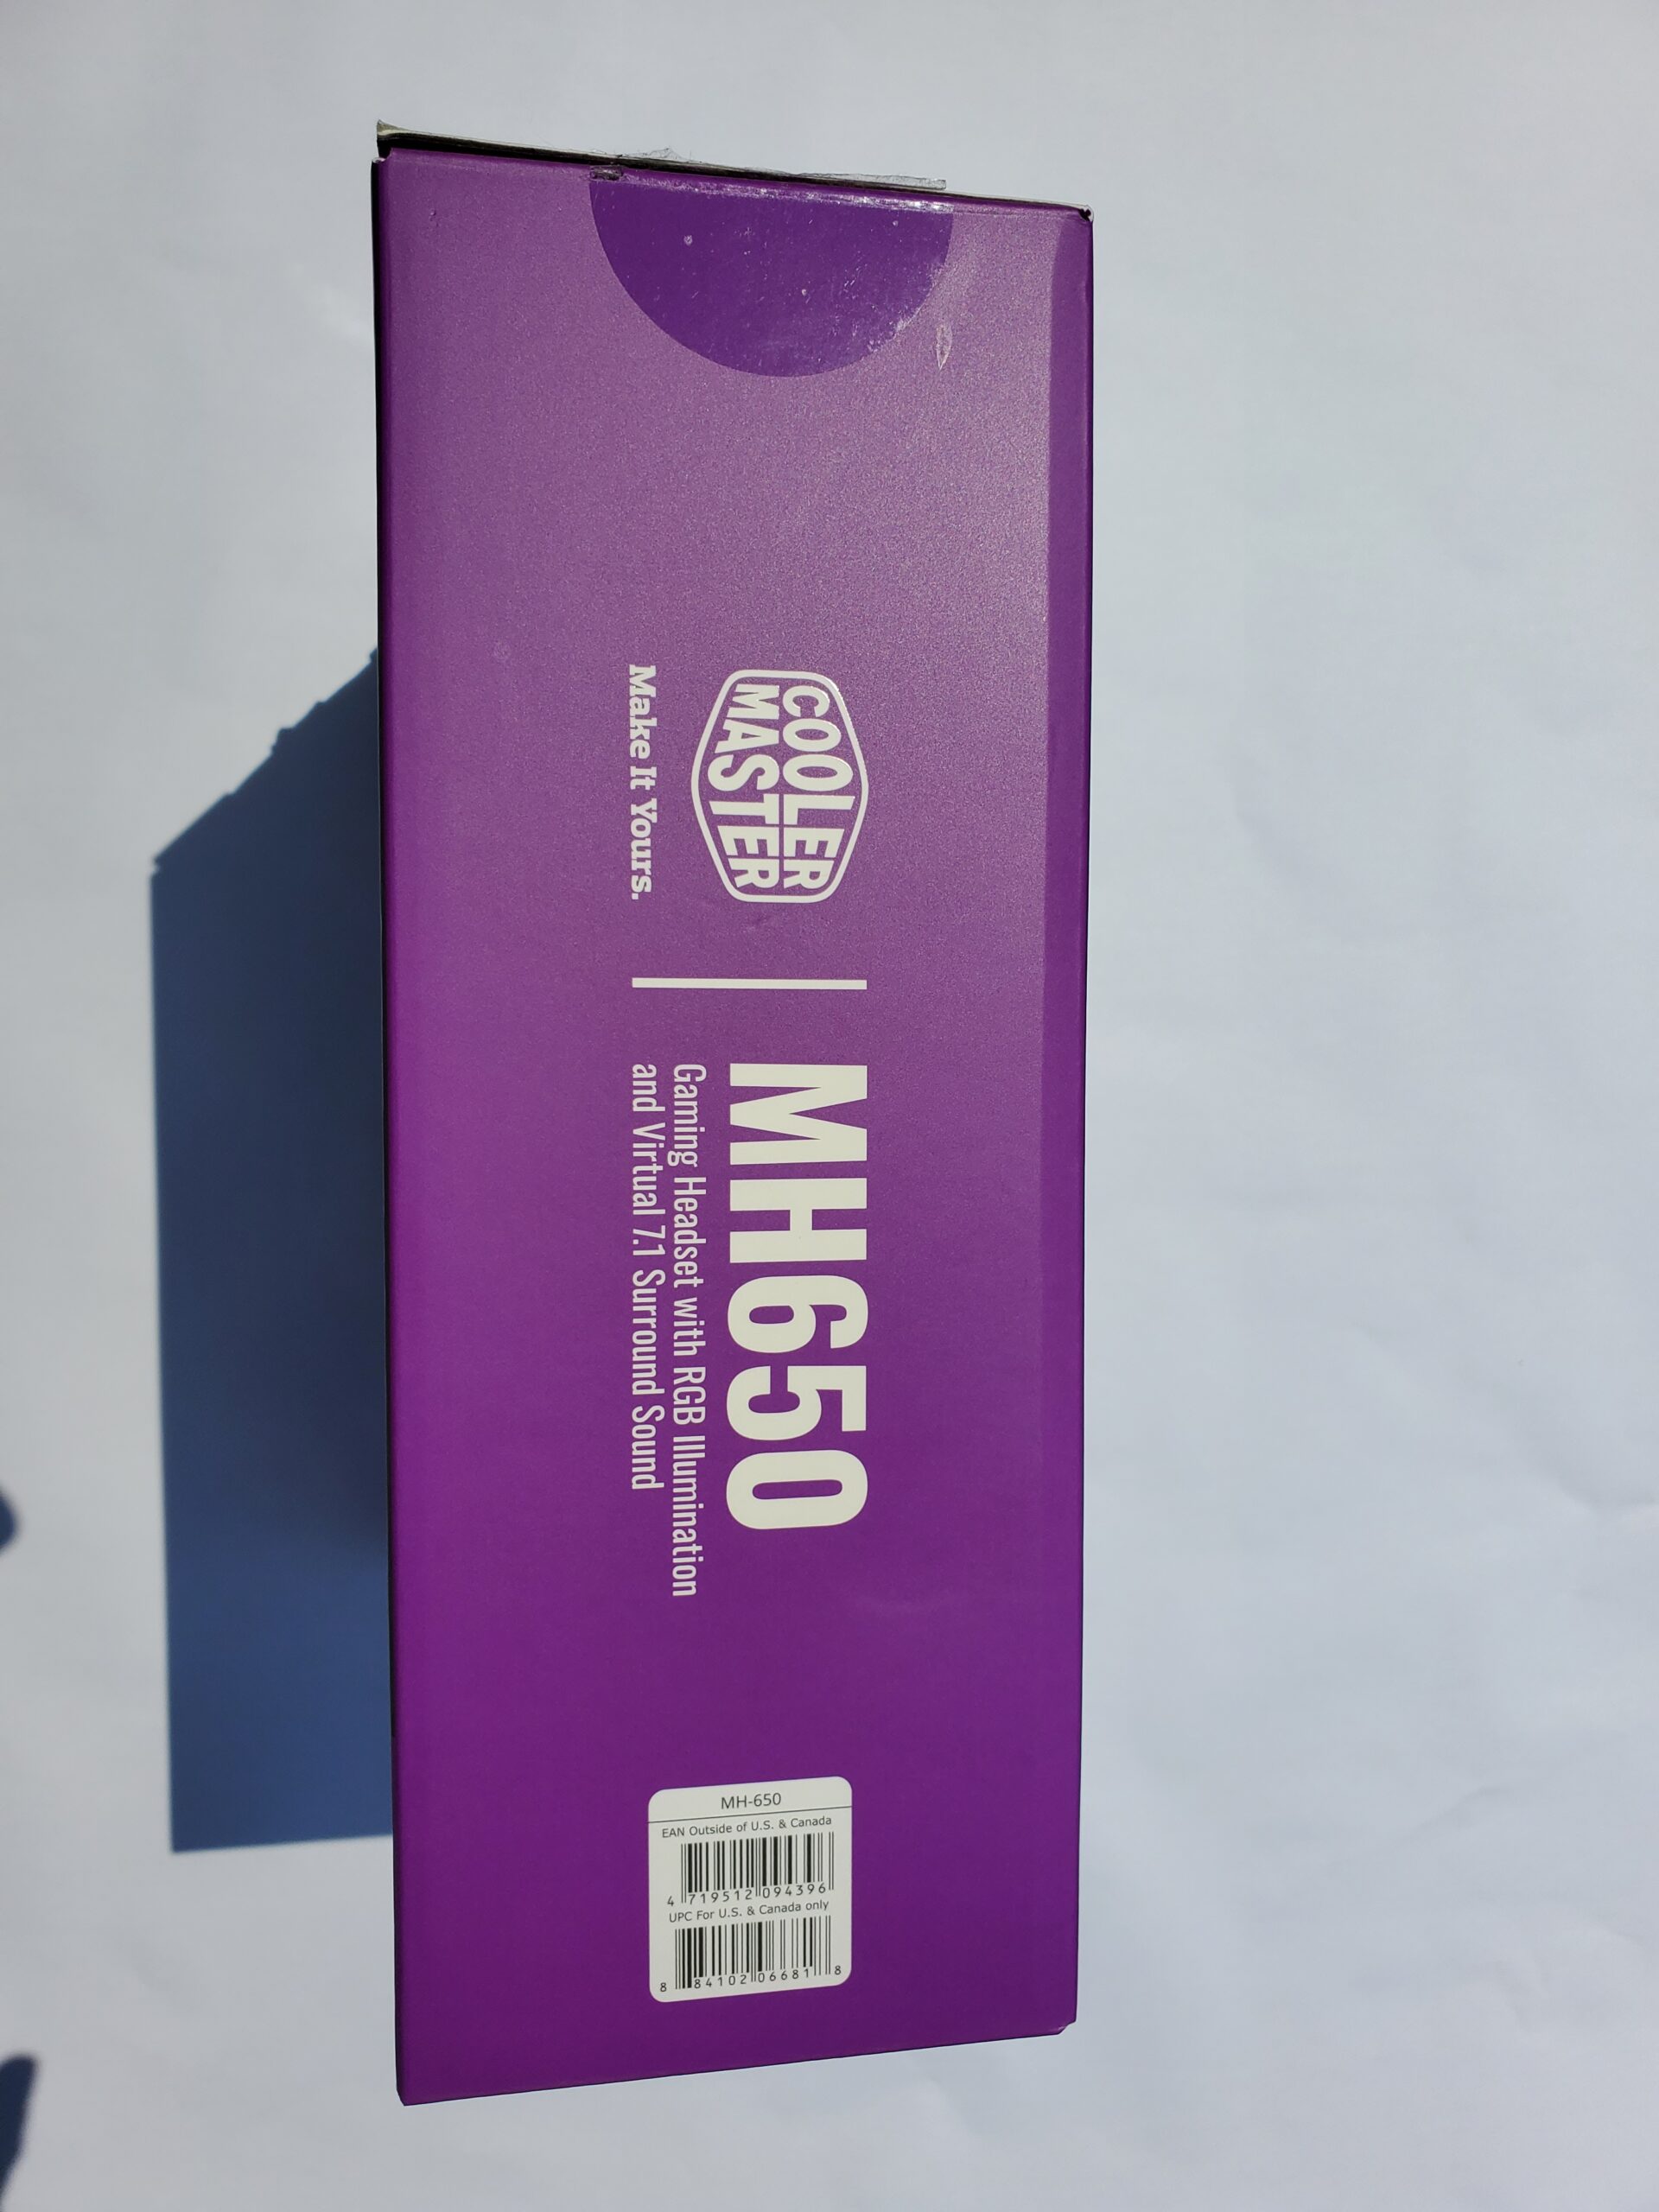 COOLER
MASTER
Make It Yours.
MH650
Gaming Headset with RGB Illumination
and Virtual 7.1 Surround Sound
MH-650
EAN Outside of U.S. & Canada
4 719512 094396
UPC For U.S. & Canada only
8 84102 06681 8